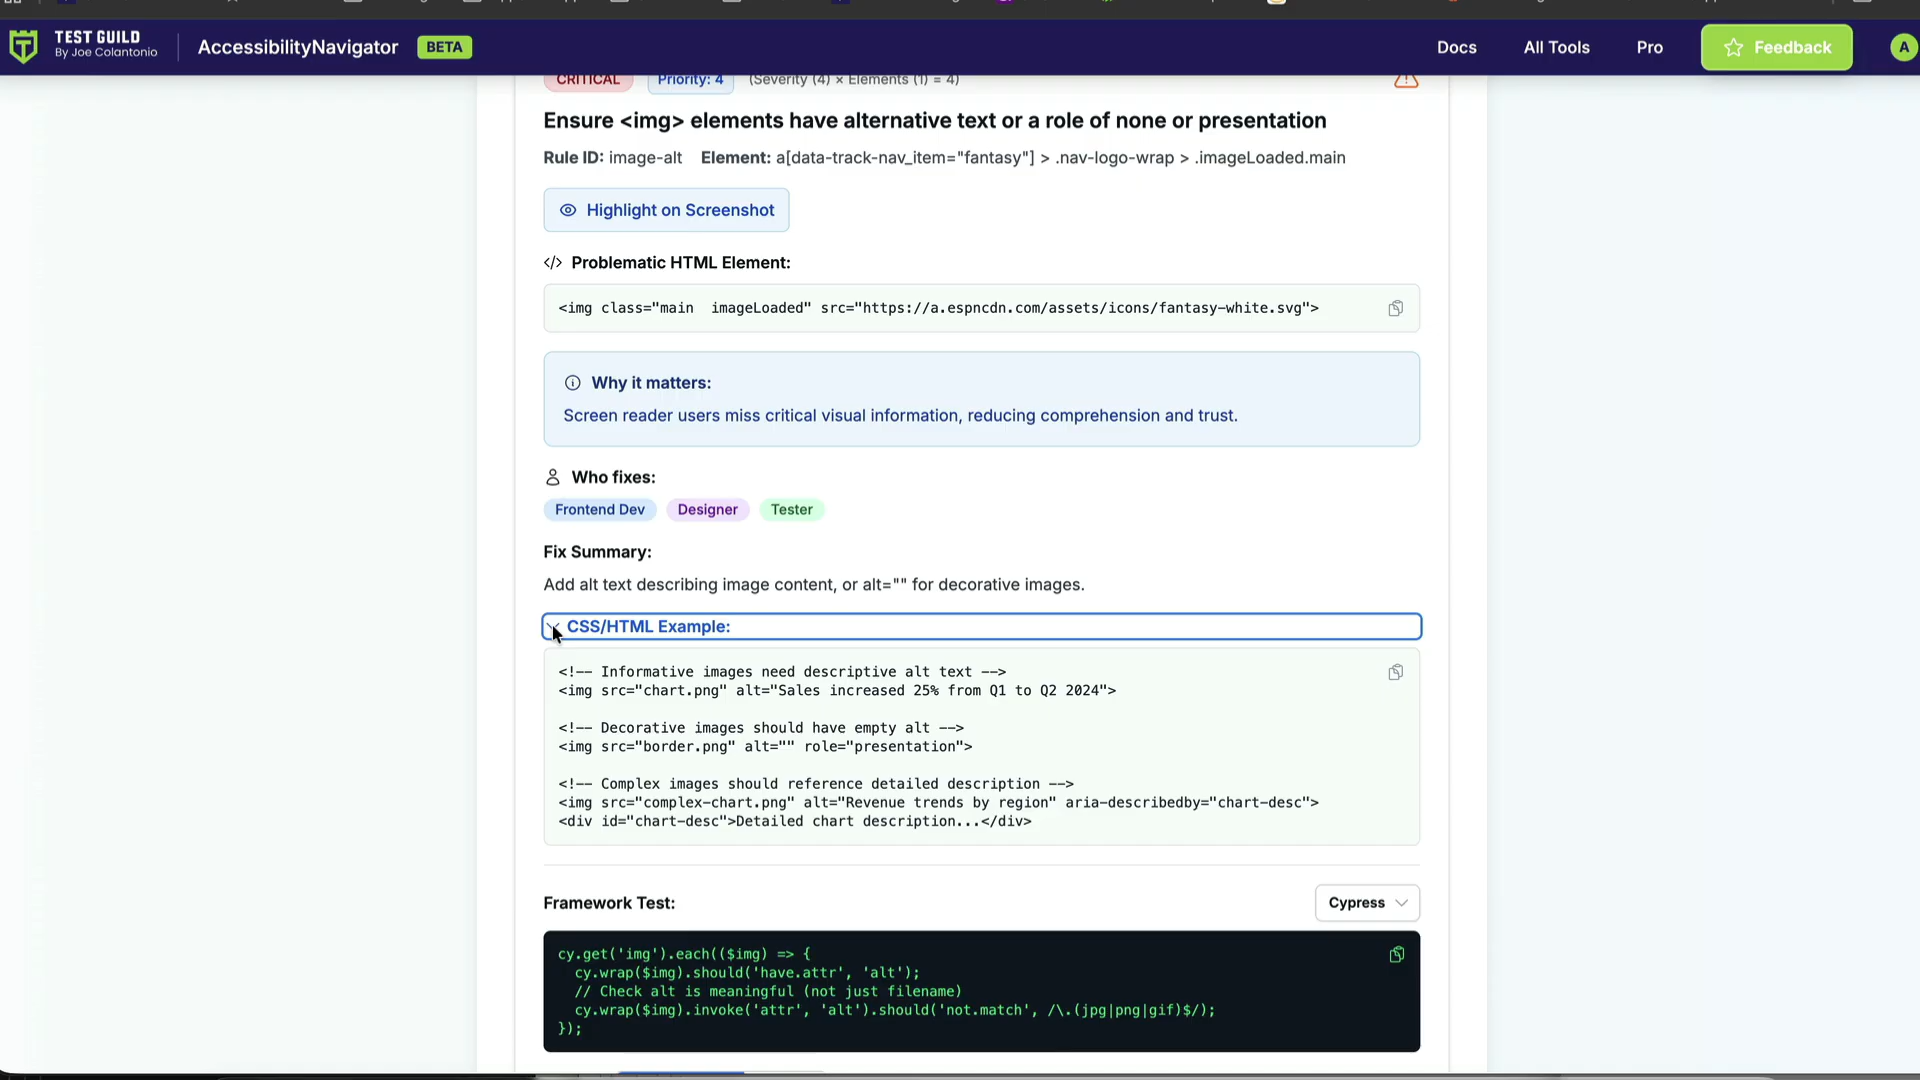 TEST GUILD
By Joe Colantonio
AccessibilityNavigator
BETA
Docs
All Tools
Pro
Feedback
A
CRITICAL
Priority: 4
(Severity (4) × Elements (1) = 4)
Ensure <img> elements have alternative text or a role of none or presentation
Rule ID: image-alt Element: a[data-track-nav_item="fantasy"] > .nav-logo-wrap > .imageLoaded.main
Highlight on Screenshot
</> Problematic HTML Element:
<img class="main  imageLoaded" src="https://a.espncdn.com/assets/icons/fantasy-white.svg">
Why it matters:
Screen reader users miss critical visual information, reducing comprehension and trust.
Who fixes:
Frontend Dev
Designer
Tester
Fix Summary:
Add alt text describing image content, or alt="" for decorative images.
CSS/HTML Example:
<!-- Informative images need descriptive alt text -->
<img src="chart.png" alt="Sales increased 25% from Q1 to Q2 2024">
<!-- Decorative images should have empty alt -->
<img src="border.png" alt="" role="presentation">
<!-- Complex images should reference detailed description -->
<img src="complex-chart.png" alt="Revenue trends by region" aria-describedby="chart-desc">
<div id="chart-desc">Detailed chart description...</div>
Framework Test:
Cypress
cy.get('img').each(($img) => {
  cy.wrap($img).should('have.attr', 'alt');
  // Check alt is meaningful (not just filename)
  cy.wrap($img).invoke('attr', 'alt').should('not.match', /\.(jpg|png|gif)$/);
});